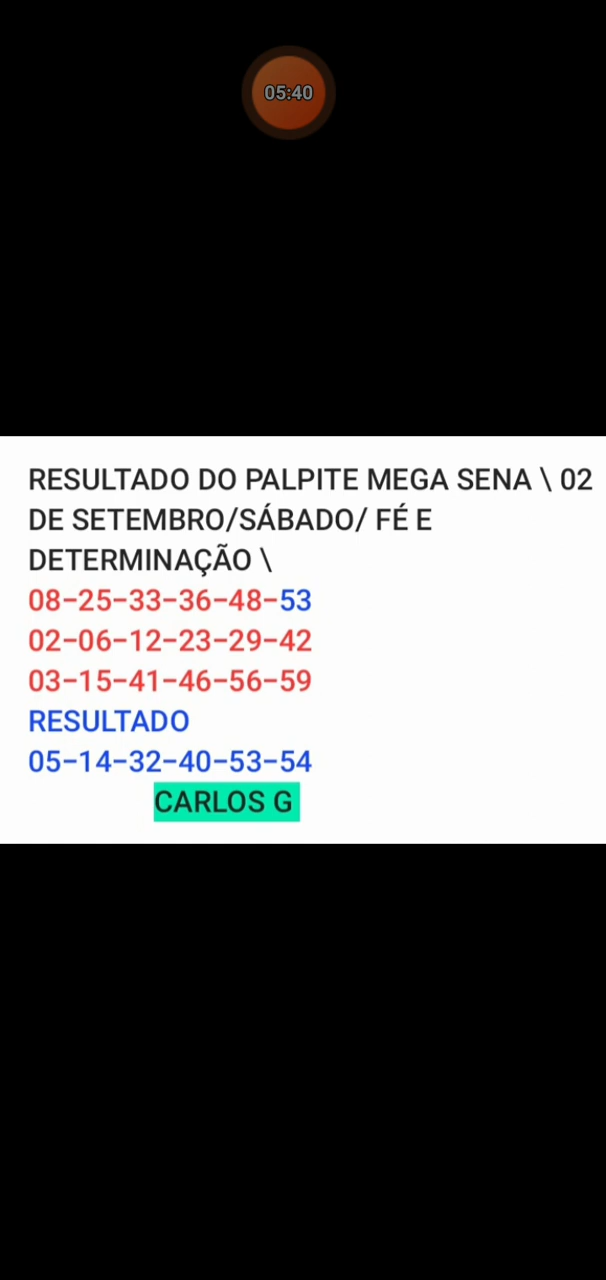 05:40
RESULTADO DO PALPITE MEGA SENA \ 02
DE SETEMBRO/SÁBADO/ FÉ E
DETERMINAÇÃO \
08-25-33-36-48-53
02-06-12-23-29-42
03-15-41-46-56-59
RESULTADO
05-14-32-40-53-54
CARLOS G